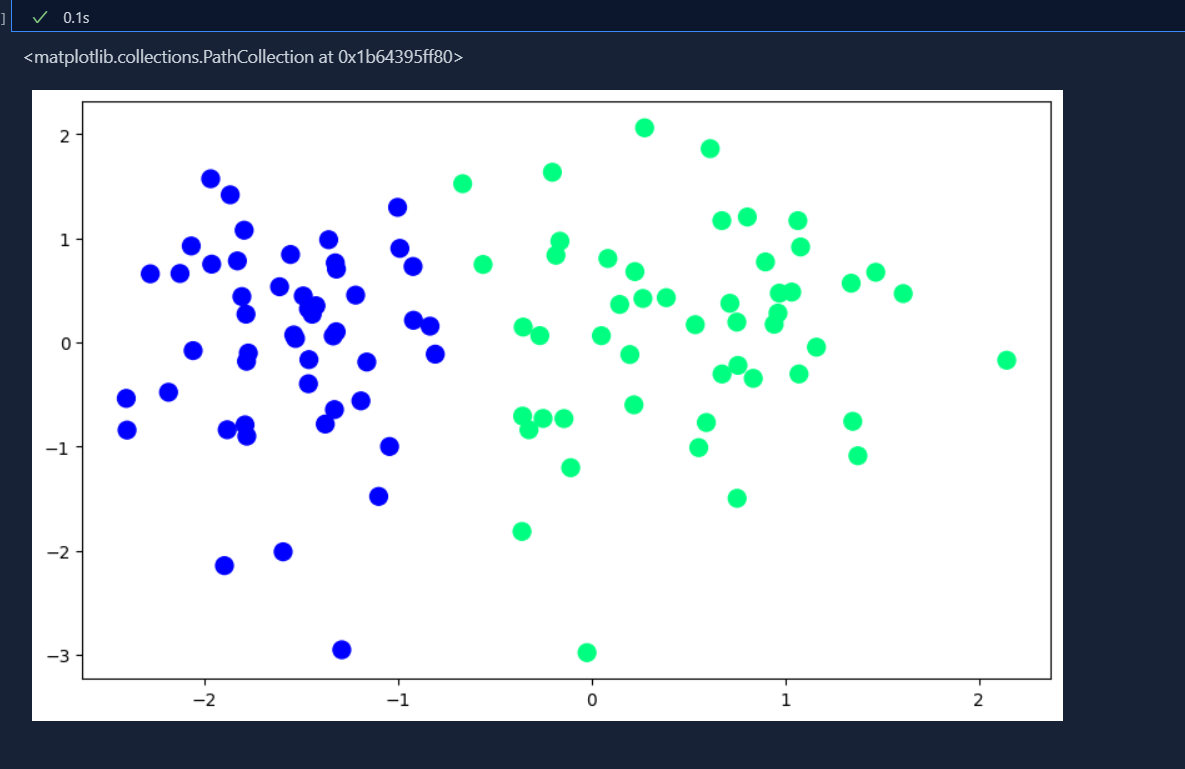 ] 0.1s
<matplotlib.collections.PathCollection at 0x1b64395ff80>
2
1
0
−1
−2
−3
−2 −1 0 1 2